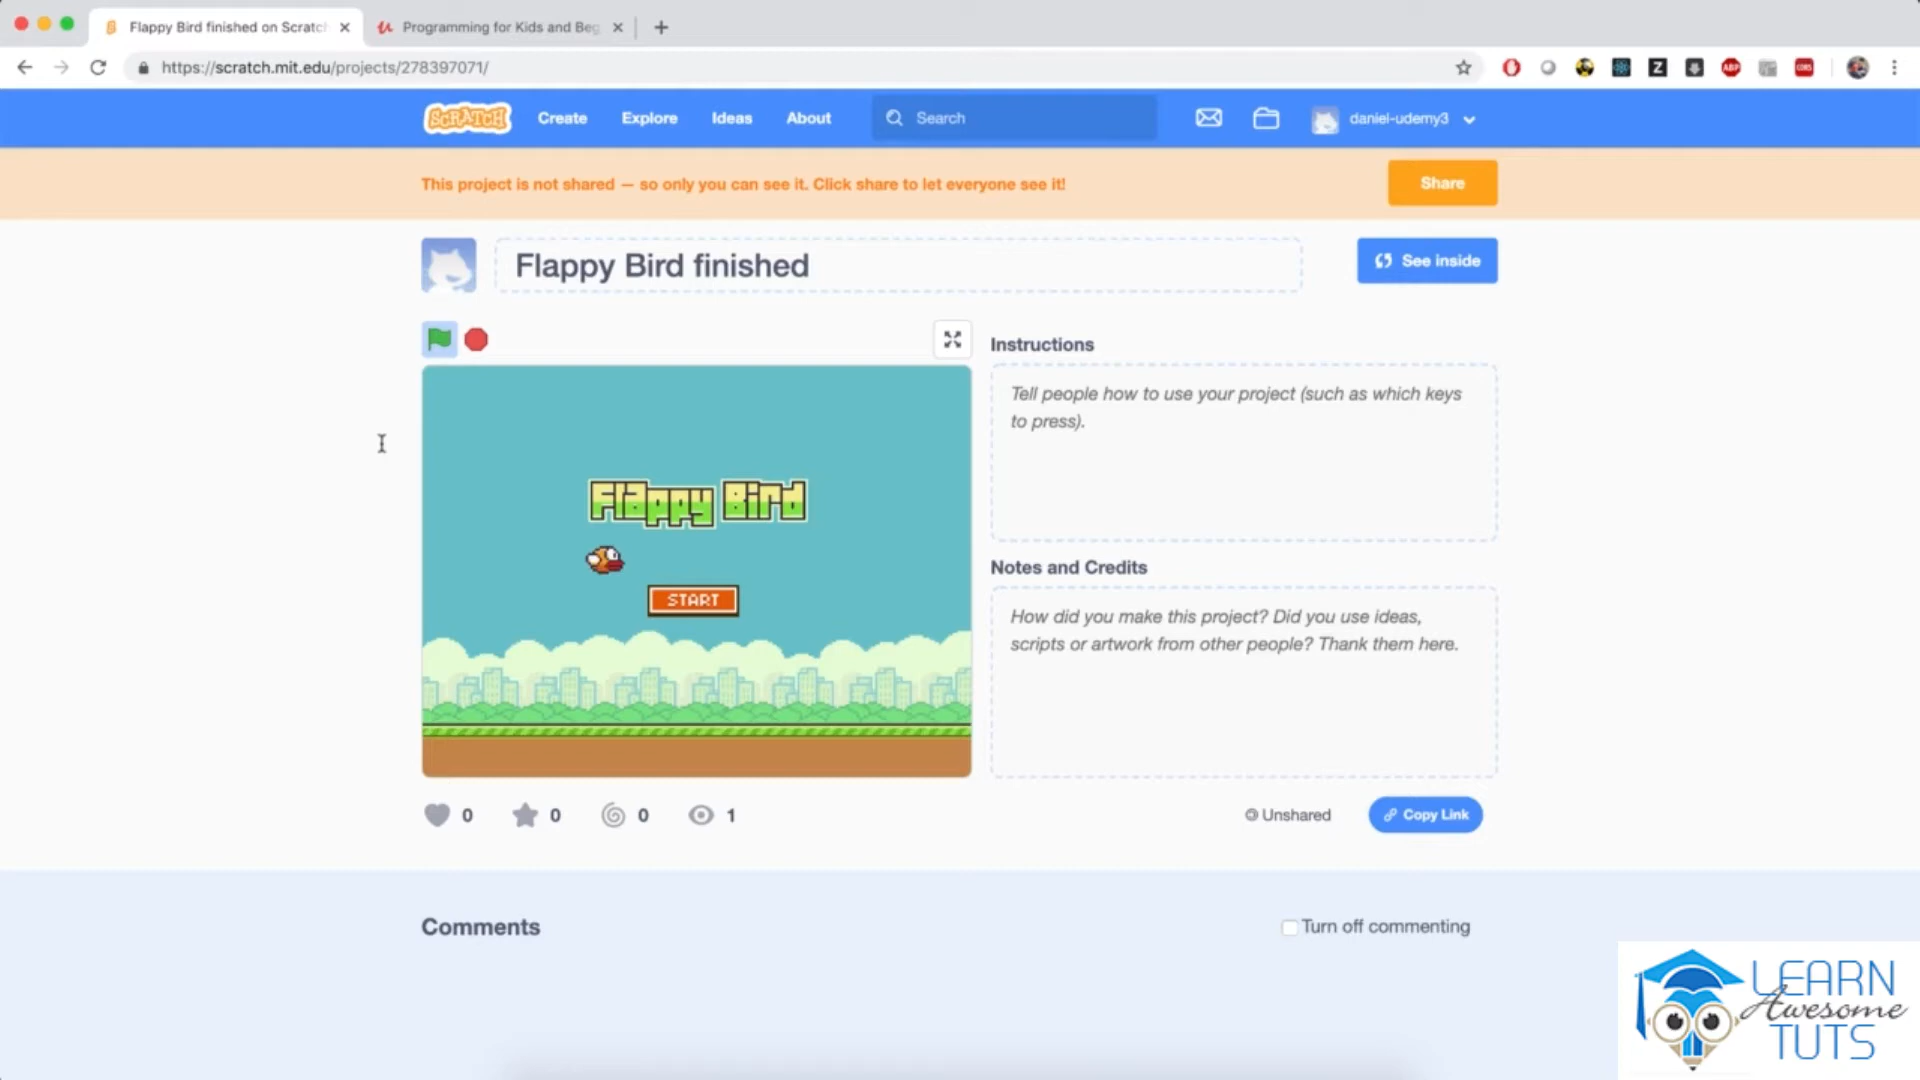 Flappy Bird finished on Scratch
Programming for Kids and Beg
https://scratch.mit.edu/projects/278397071/
ABP
CORS
Z
SCRATCH
Create
Explore
Ideas
About
Search
daniel-udemy3
This project is not shared — so only you can see it. Click share to let everyone see it!
Share
Flappy Bird finished
See inside
Instructions
Tell people how to use your project (such as which keys
to press).
Flappy Bird
START
Notes and Credits
How did you make this project? Did you use ideas,
scripts or artwork from other people? Thank them here.
0
0
0
1
Unshared
Copy Link
Comments
Turn off commenting
LEARN
Awesome
TUTS